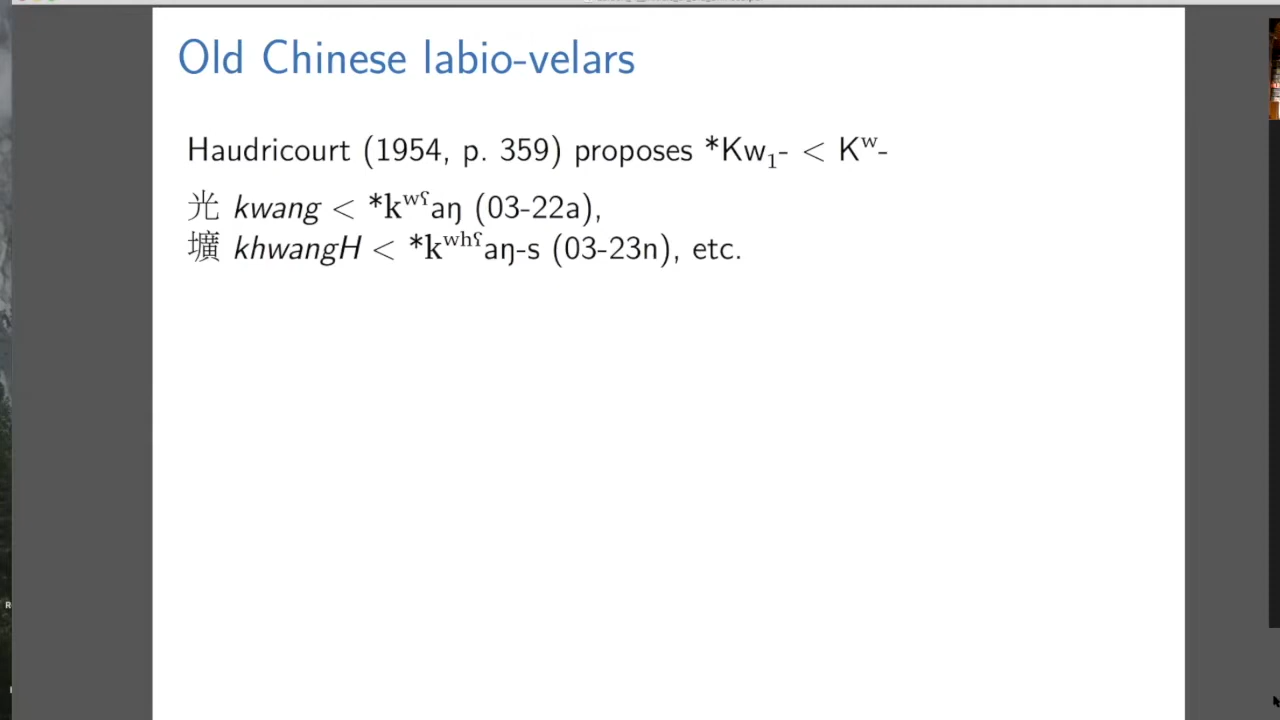 Old Chinese labio-velars
Haudricourt (1954, p. 359) proposes *Kw₁- < Kʷ-
光 kwang < *kʷˤaŋ (03-22a),
壙 khwangH < *kʷʰˤaŋ-s (03-23n), etc.